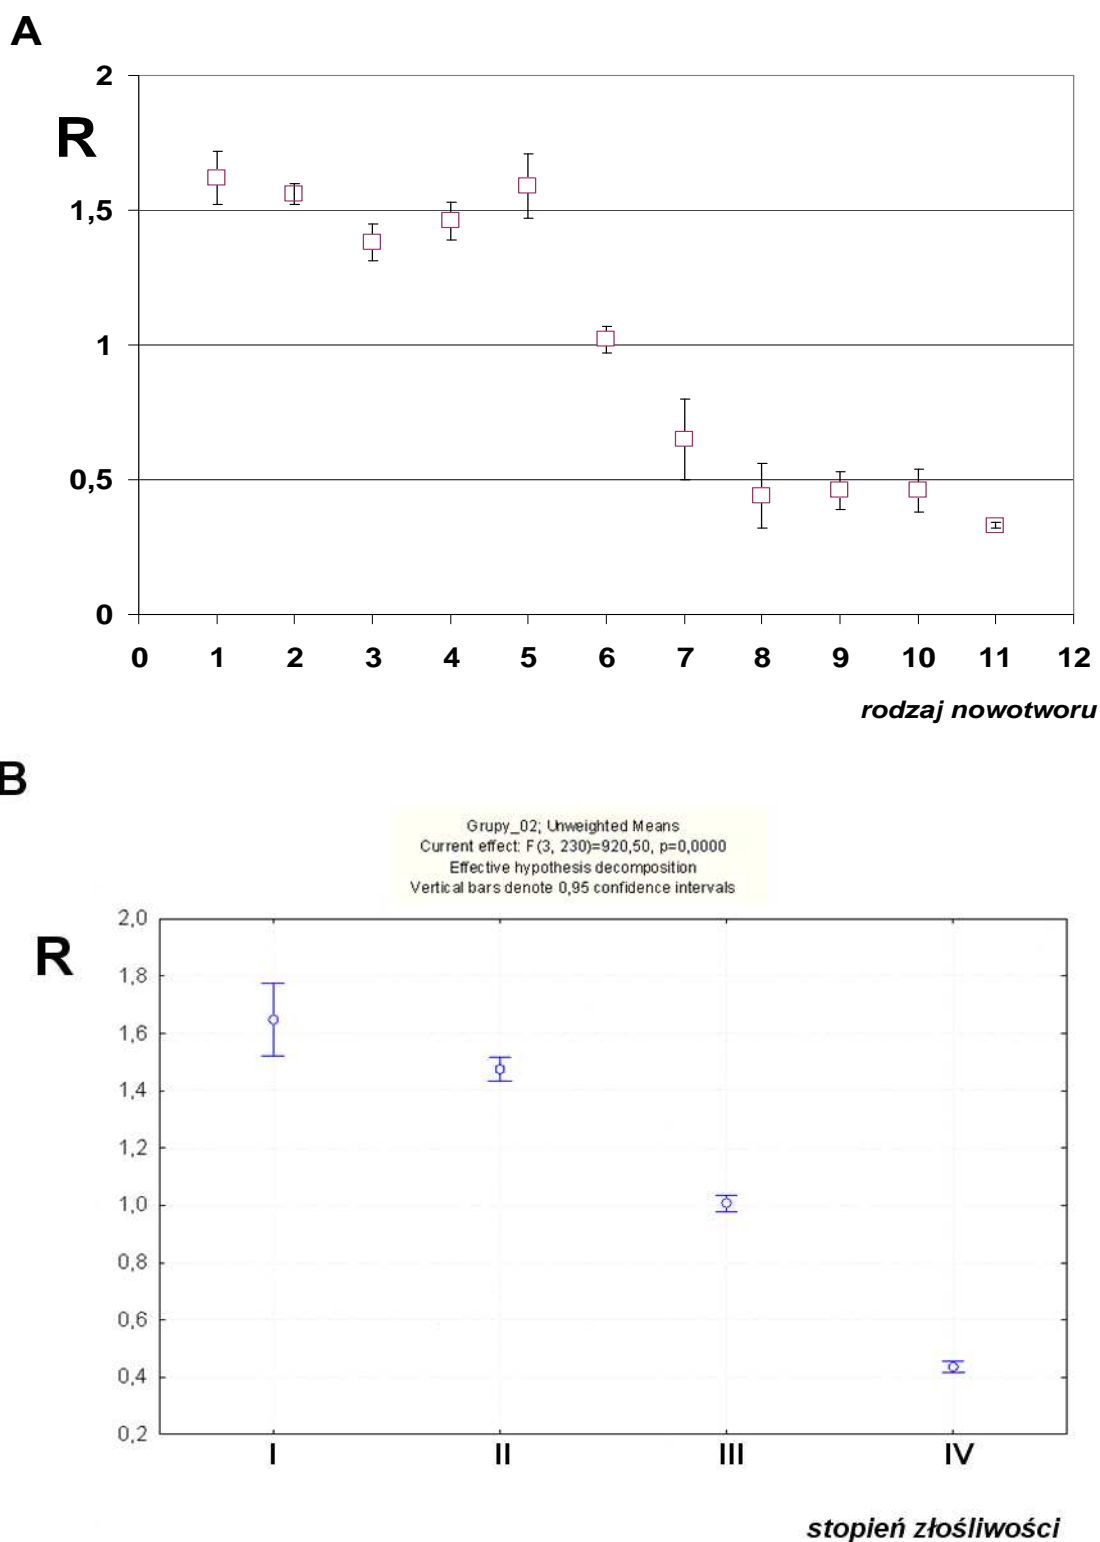 A
R
2
1,5
1
0,5
0
0 1 2 3 4 5 6 7 8 9 10 11 12
rodzaj nowotworu
B
Grupy_02; Unweighted Means
Current effect: F(3, 230)=920,50, p=0,0000
Effective hypothesis decomposition
Vertical bars denote 0,95 confidence intervals
R
2,0
1,8
1,6
1,4
1,2
1,0
0,8
0,6
0,4
0,2
I II III IV
stopień złośliwości